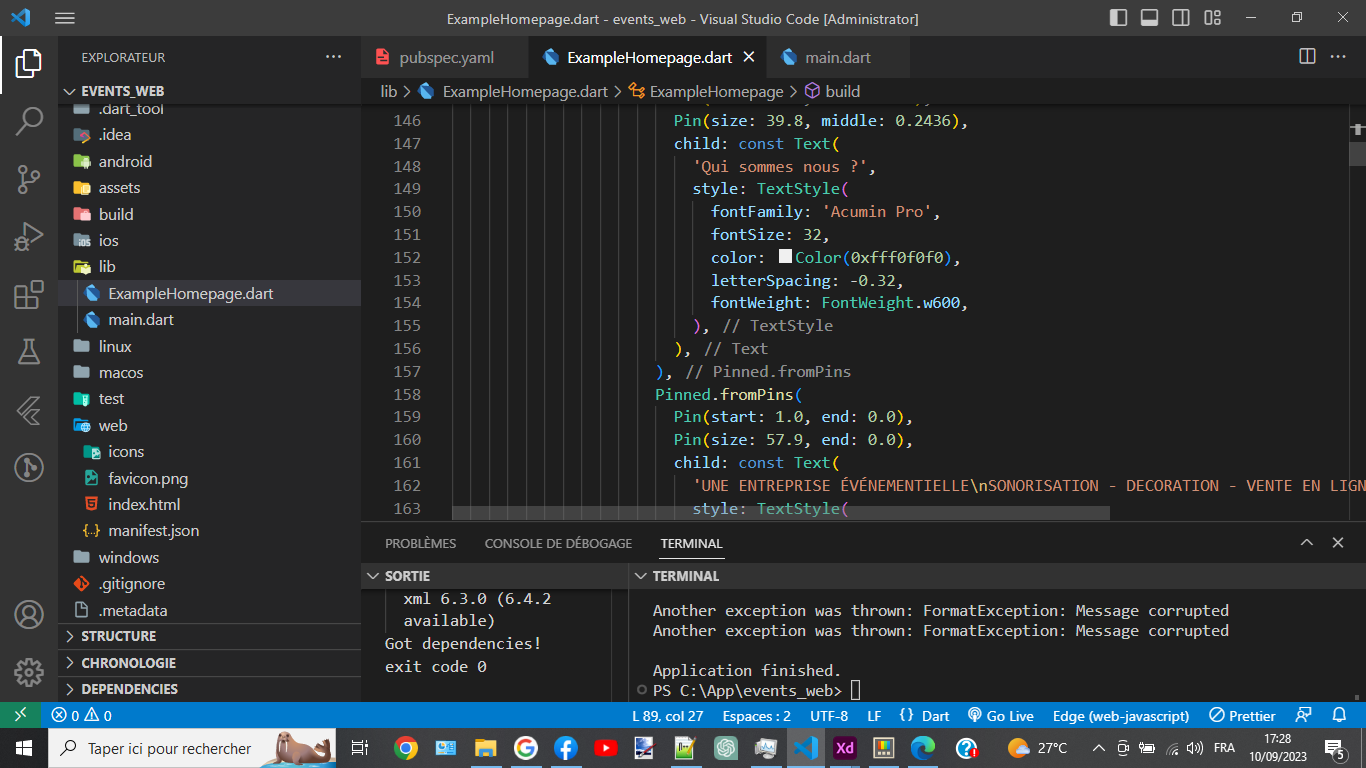 ExampleHomepage.dart - events_web - Visual Studio Code [Administrator]
EXPLORATEUR
pubspec.yaml
ExampleHomepage.dart
main.dart
EVENTS_WEB
lib > ExampleHomepage.dart > ExampleHomepage > build
.dart_tool
.idea
android
assets
build
ios
lib
ExampleHomepage.dart
main.dart
linux
macos
test
web
icons
favicon.png
index.html
manifest.json
windows
.gitignore
.metadata
STRUCTURE
CHRONOLOGIE
DEPENDENCIES
146 Pin(size: 39.8, middle: 0.2436),
147 child: const Text(
148 'Qui sommes nous ?',
149 style: TextStyle(
150 fontFamily: 'Acumin Pro',
151 fontSize: 32,
152 color: Color(0xfff0f0f0),
153 letterSpacing: -0.32,
154 fontWeight: FontWeight.w600,
155 ), // TextStyle
156 ), // Text
157 ), // Pinned.fromPins
158 Pinned.fromPins(
159 Pin(start: 1.0, end: 0.0),
160 Pin(size: 57.9, end: 0.0),
161 child: const Text(
162 'UNE ENTREPRISE ÉVÉNEMENTIELLE\nSONORISATION - DECORATION - VENTE EN LIGN
163 style: TextStyle(
PROBLÈMES CONSOLE DE DÉBOGAGE TERMINAL
SORTIE
xml 6.3.0 (6.4.2
available)
Got dependencies!
exit code 0
TERMINAL
Another exception was thrown: FormatException: Message corrupted
Another exception was thrown: FormatException: Message corrupted
Application finished.
PS C:\App\events_web>
0 0 L 89, col 27 Espaces : 2 UTF-8 LF {} Dart Go Live Edge (web-javascript) Prettier
Taper ici pour rechercher
Xd
27°C
FRA
17:28
10/09/2023
5